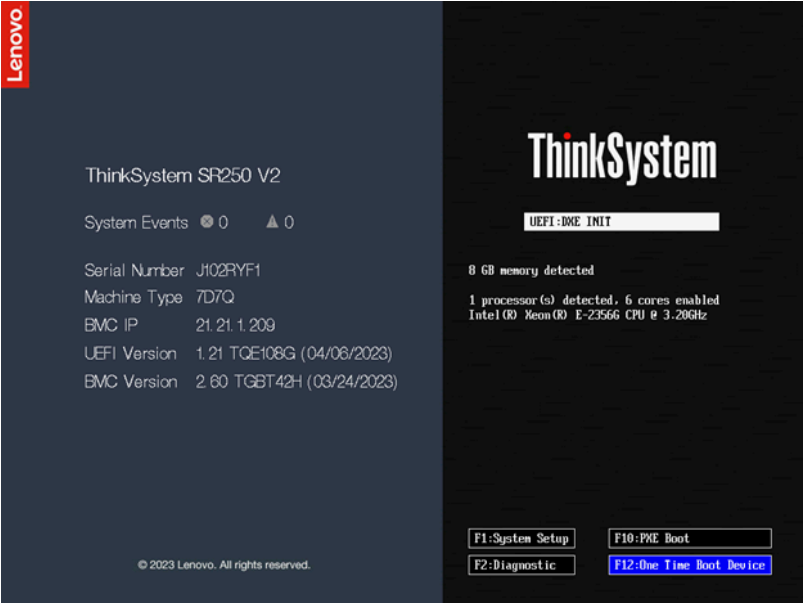 Lenovo.
ThinkSystem SR250 V2
System Events 0 0
Serial Number J102RYF1
Machine Type 7D7Q
BMC IP 21.21.1.209
UEFI Version 1.21 TQE108G (04/06/2023)
BMC Version 2.60 TGBT42H (03/24/2023)
© 2023 Lenovo. All rights reserved.
ThinkSystem
UEFI:DXE INIT
8 GB memory detected
1 processor(s) detected, 6 cores enabled
Intel(R) Xeon(R) E-2356G CPU @ 3.20GHz
F1:System Setup F10:PXE Boot
F2:Diagnostic F12:One Time Boot Device